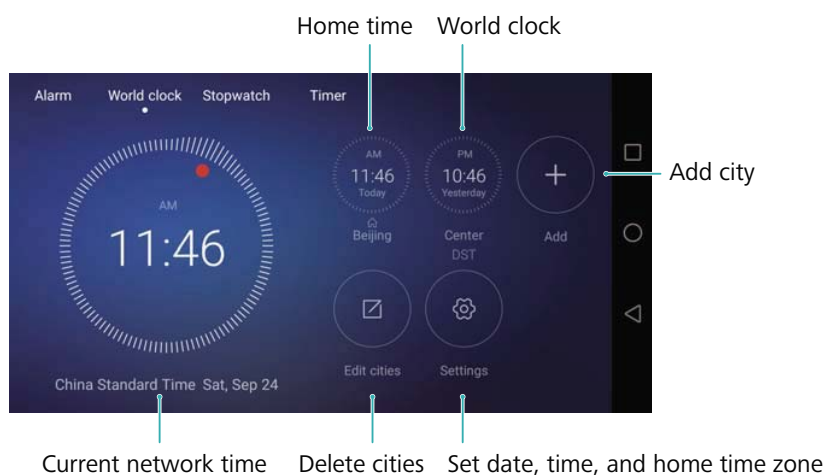 Home time World clock
Alarm World clock Stopwatch Timer
AM
11:46
AM
11:46
Today
Beijing
PM
10:46
Yesterday
Center
DST
Add
Add city
Edit cities Settings
China Standard Time Sat, Sep 24
Current network time Delete cities Set date, time, and home time zone